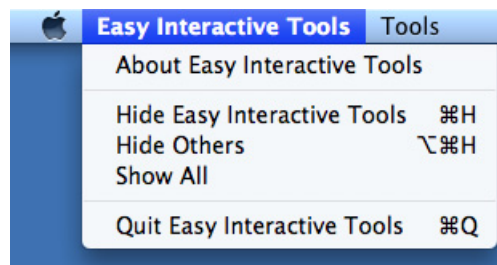 Easy Interactive Tools Tools
About Easy Interactive Tools
Hide Easy Interactive Tools ⌘H
Hide Others ⌥⌘H
Show All
Quit Easy Interactive Tools ⌘Q